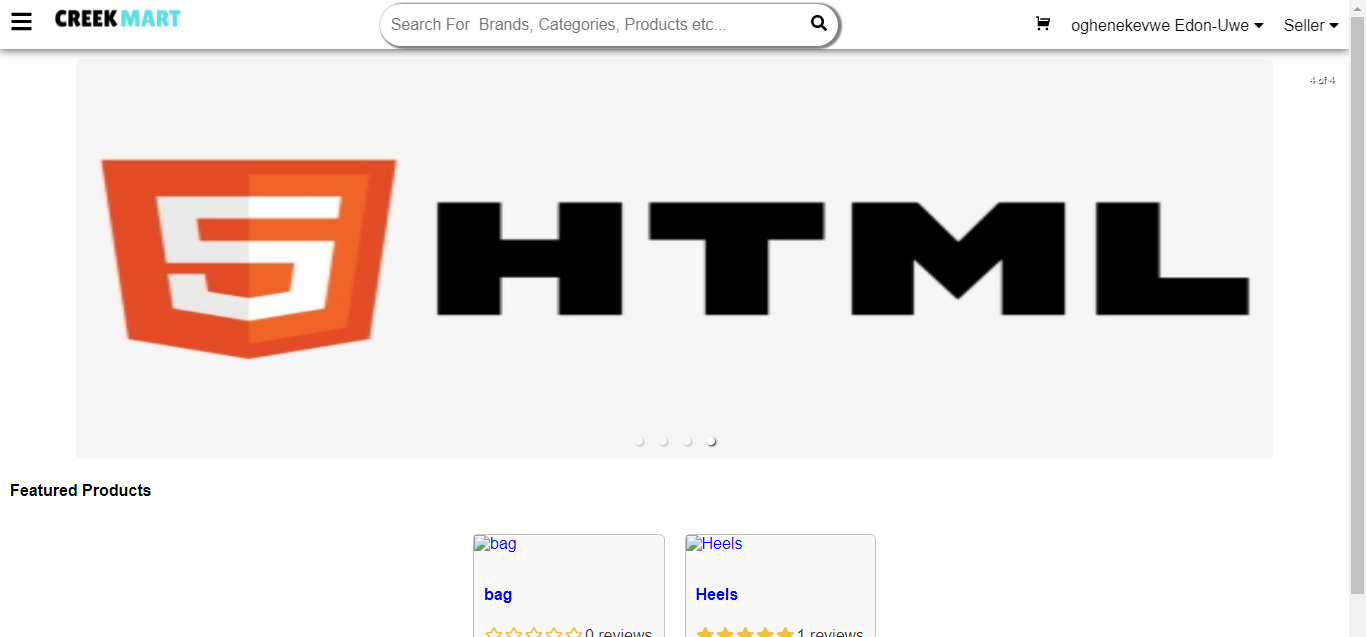 CREEK MART
Search For  Brands, Categories, Products etc...
oghenekevwe Edon-Uwe
Seller
4 of 4
5 HTML
Featured Products
bag
Heels
bag
Heels
0 reviews
1 reviews